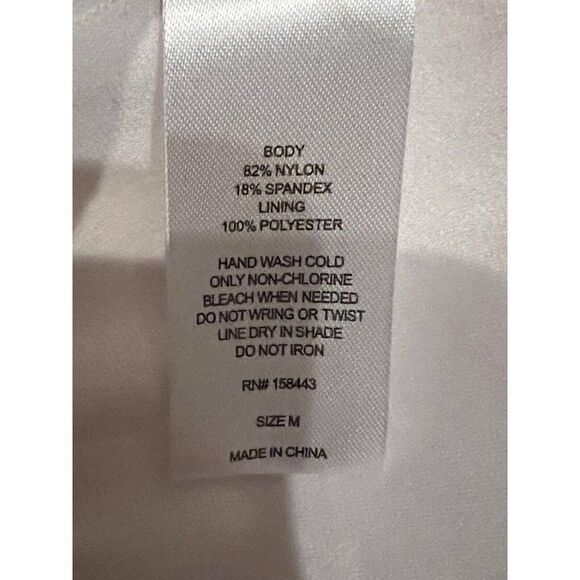 BODY
82% NYLON
18% SPANDEX
LINING
100% POLYESTER
HAND WASH COLD
ONLY NON-CHLORINE
BLEACH WHEN NEEDED
DO NOT WRING OR TWIST
LINE DRY IN SHADE
DO NOT IRON
RN# 158443
SIZE M
MADE IN CHINA